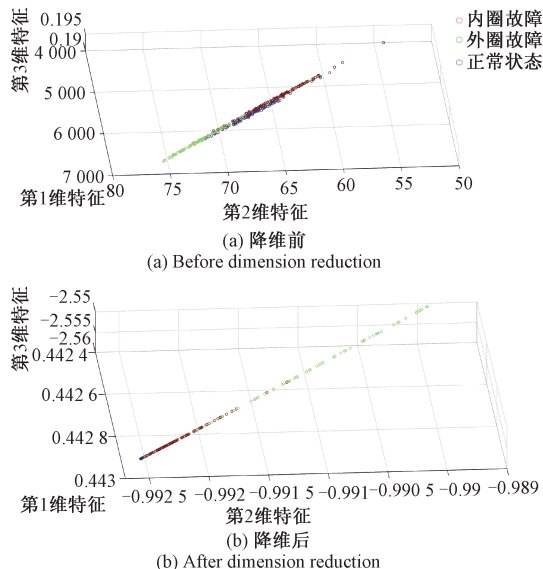 0.195
0.19
4 000
5 000
6 000
7 000
第3维特征
内圈故障
外圈故障
正常状态
第1维特征
80
75
70
65
60
55
50
第2维特征
(a) 降维前
(a) Before dimension reduction
-2.55
-2.555
-2.56
0.442 4
0.442 6
0.442 8
0.443
第3维特征
第1维特征
-0.992 5
-0.992
-0.991 5
-0.991
-0.990 5
-0.99
-0.989
第2维特征
(b) 降维后
(b) After dimension reduction